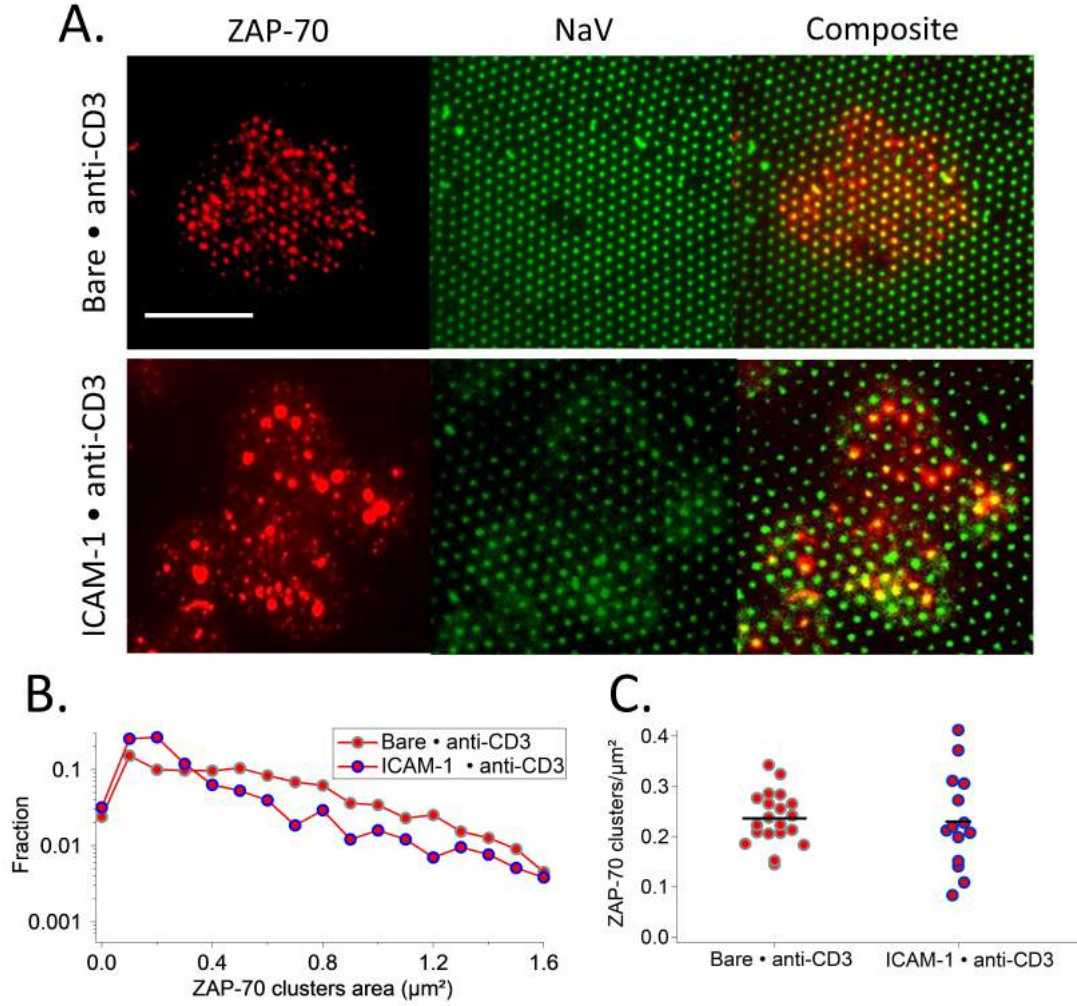 A.
ZAP-70 NaV Composite
Bare • anti-CD3
ICAM-1 • anti-CD3
B.
Bare • anti-CD3
ICAM-1 • anti-CD3
Fraction
0.1
0.01
0.001
0.0 0.4 0.8 1.2 1.6
ZAP-70 clusters area (µm²)
C.
ZAP-70 clusters/µm²
0.4
0.3
0.2
0.1
0.0
Bare • anti-CD3 ICAM-1 • anti-CD3